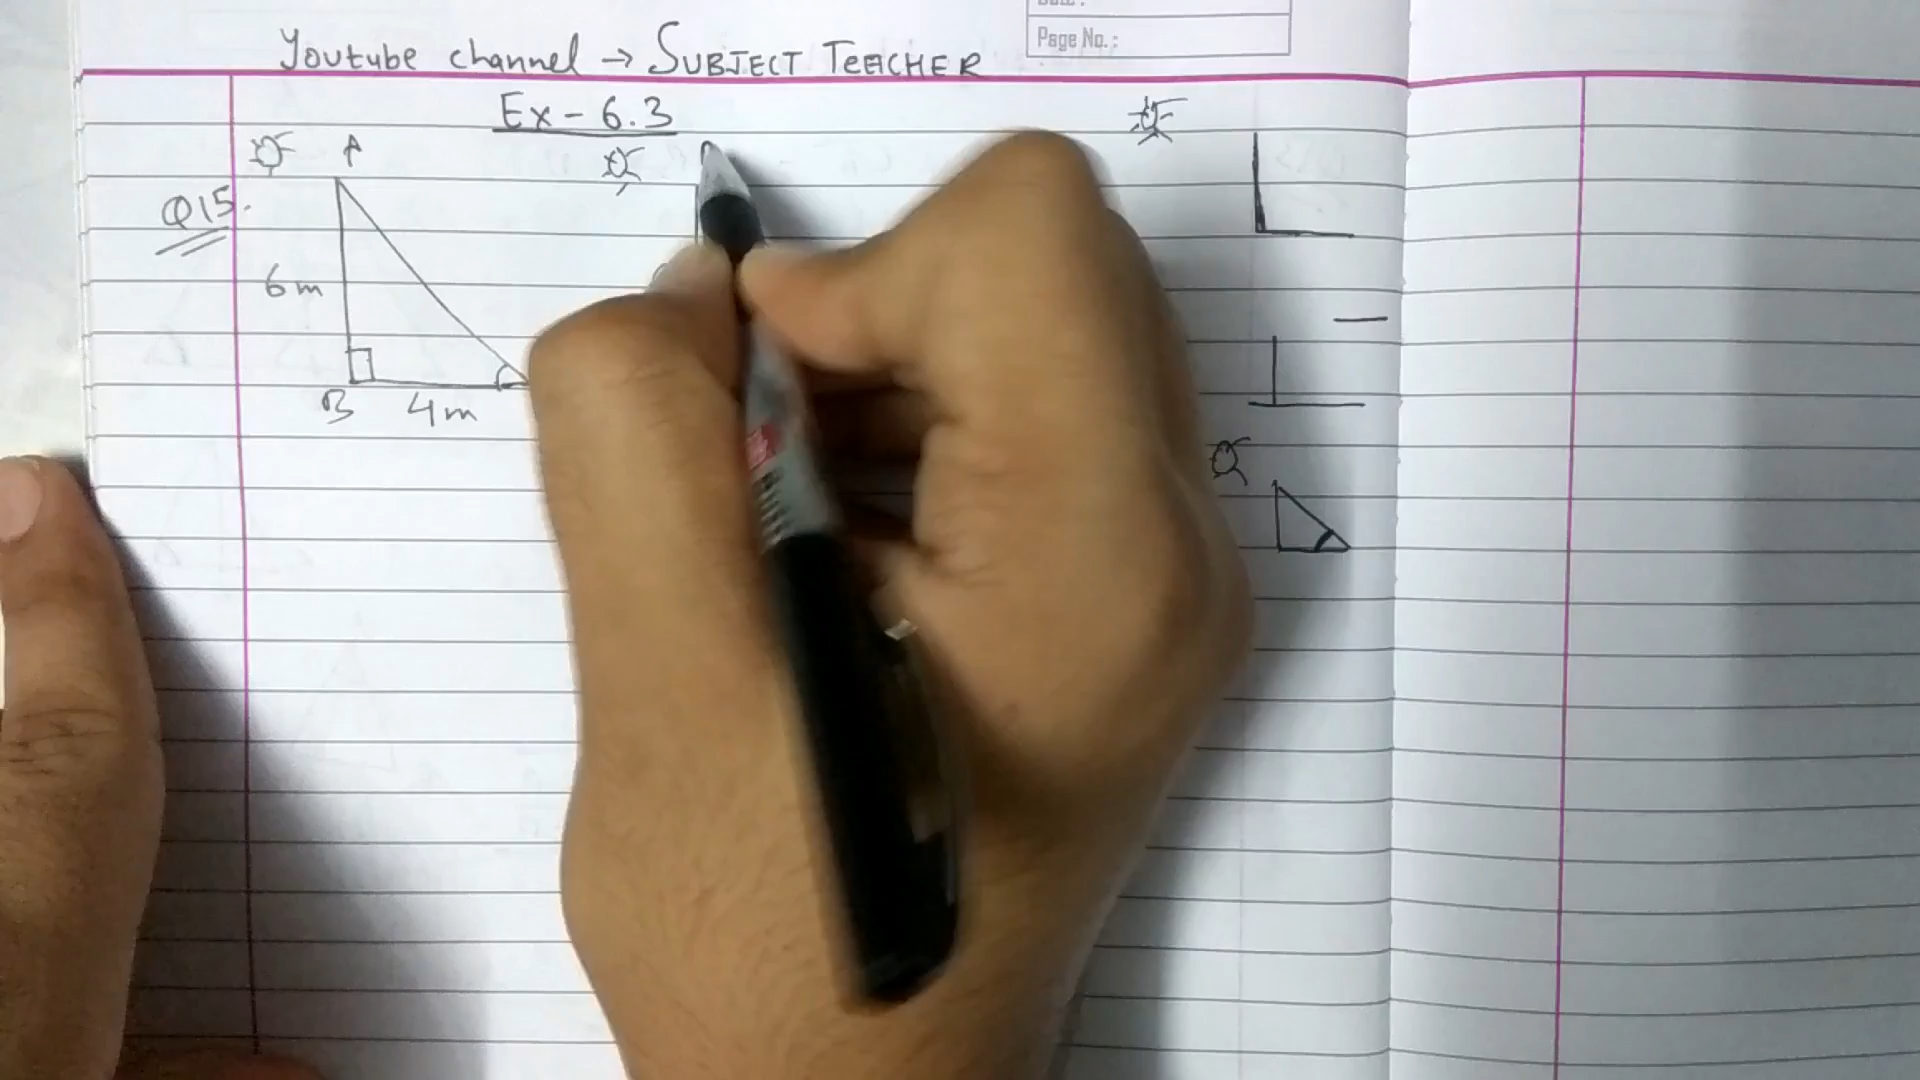 Youtube channel → SUBJECT TEACHER
Page No. :
Ex - 6.3
A
Q15.
6m
B 4m